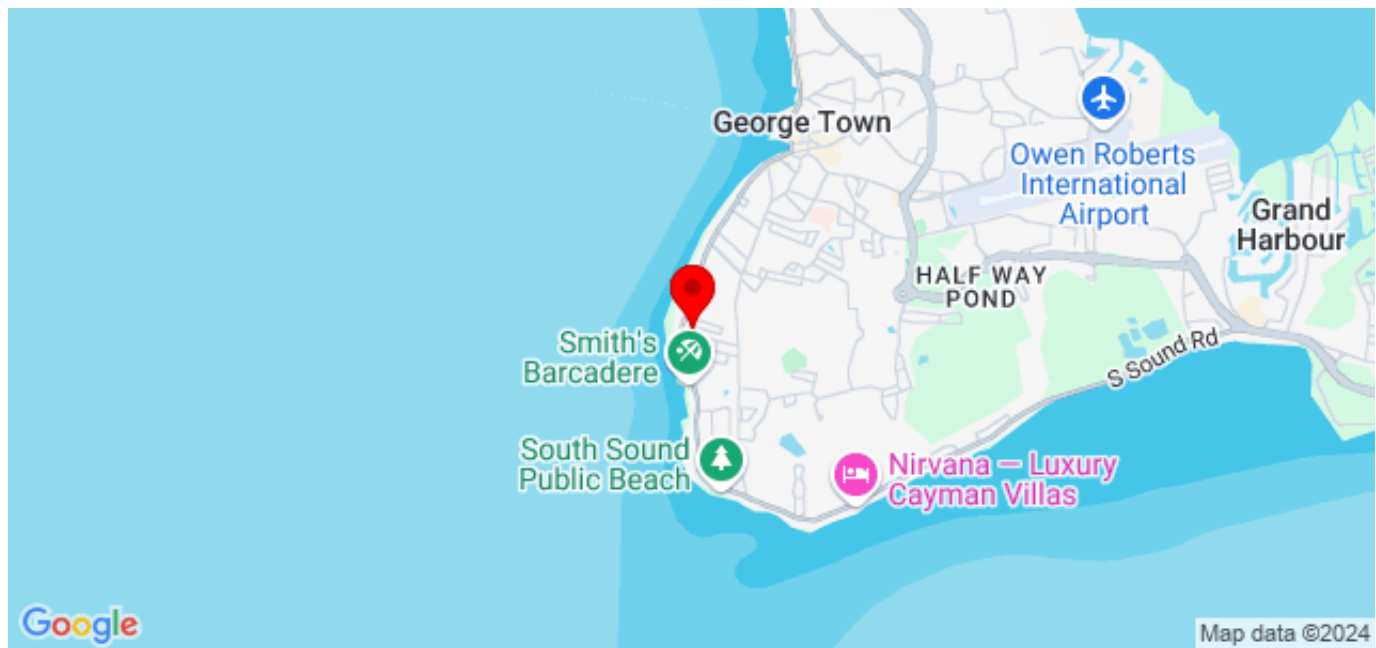 George Town
Owen Roberts
International
Airport
Grand
Harbour
HALF WAY
POND
Smith's
Barcadere
S Sound Rd
South Sound
Public Beach
Nirvana — Luxury
Cayman Villas
Google
Map data ©2024